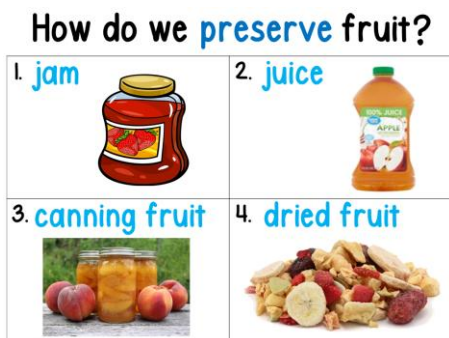 How do we preserve fruit?
1. jam
2. juice
100% JUICE
APPLE
3. canning fruit
4. dried fruit